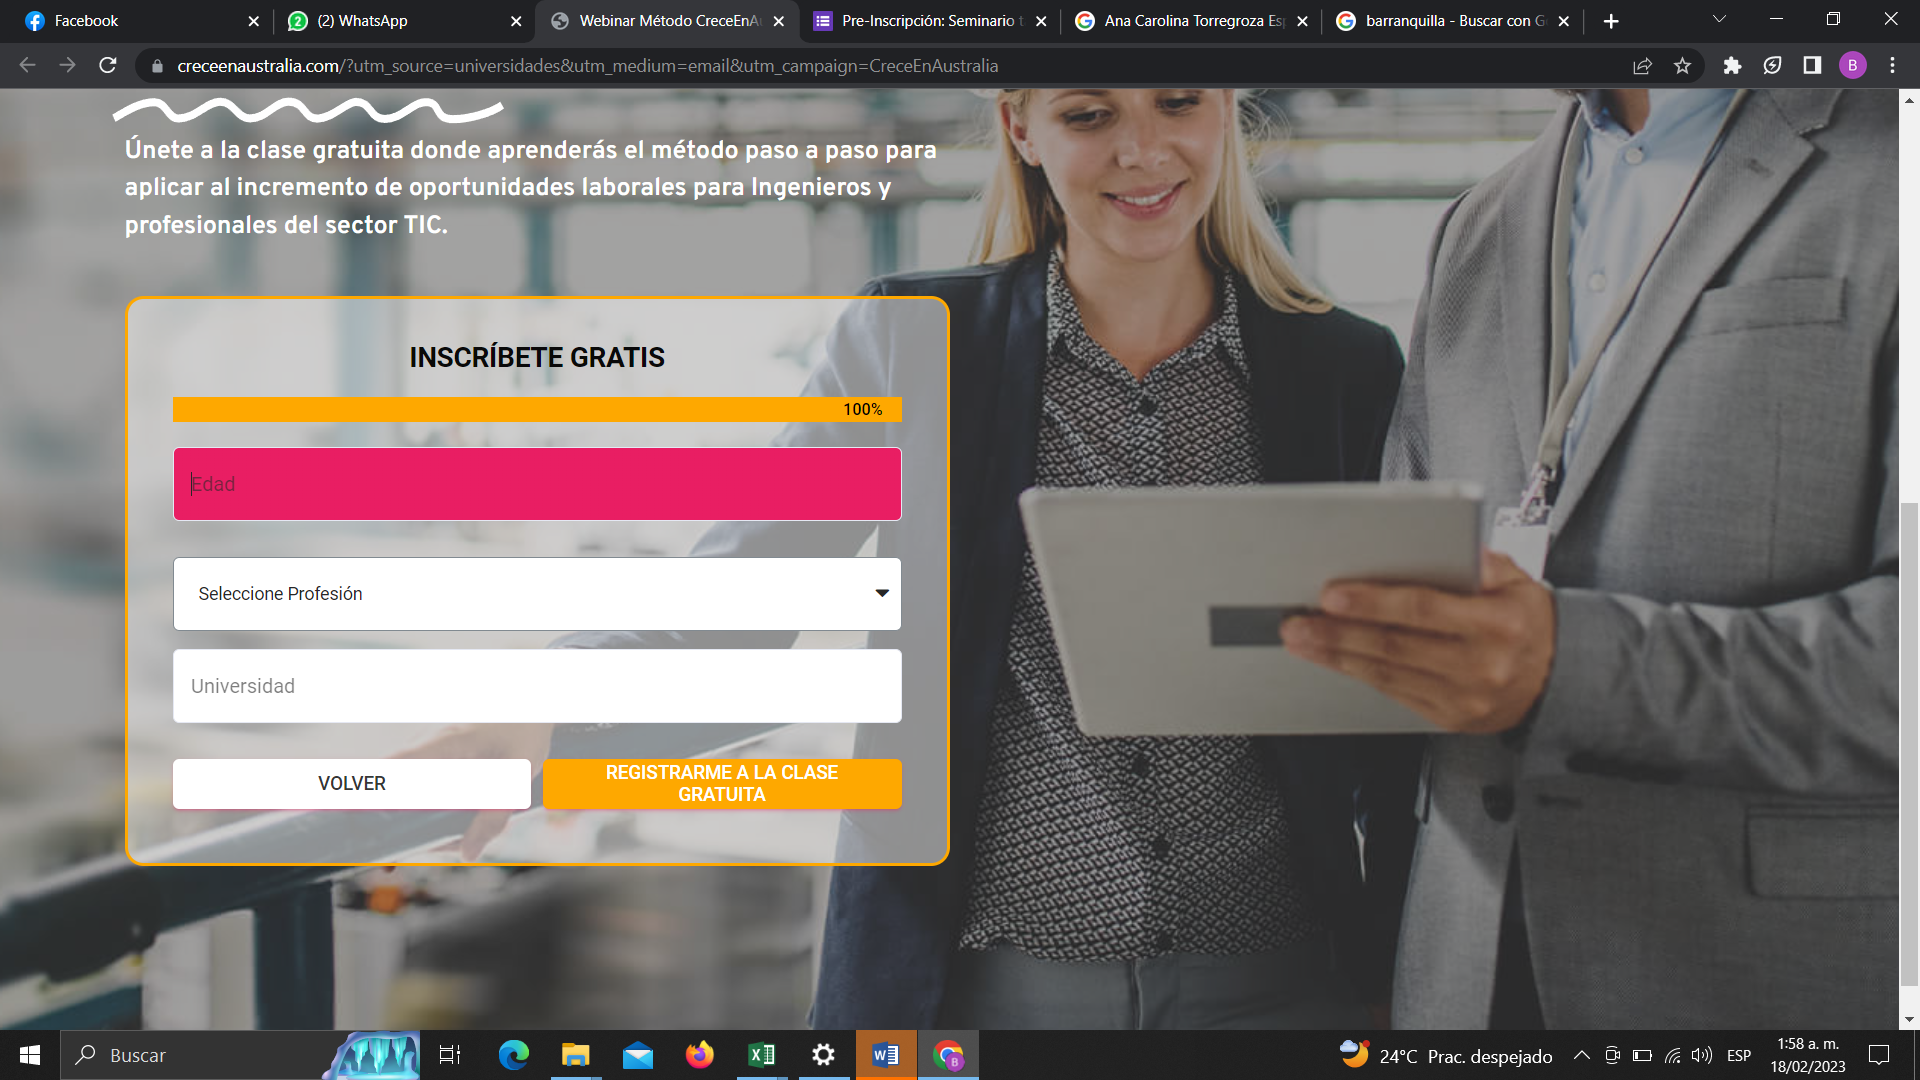 Facebook
(2) WhatsApp
Webinar Método CreceEnAu
Pre-Inscripción: Seminario t
Ana Carolina Torregroza Esp
barranquilla - Buscar con G
creceenaustralia.com/?utm_source=universidades&utm_medium=email&utm_campaign=CreceEnAustralia
B
Únete a la clase gratuita donde aprenderás el método paso a paso para
aplicar al incremento de oportunidades laborales para Ingenieros y
profesionales del sector TIC.
INSCRÍBETE GRATIS
100%
Edad
Seleccione Profesión
Universidad
VOLVER
REGISTRARME A LA CLASE
GRATUITA
Buscar
24°C Prac. despejado
ESP
1:58 a. m.
18/02/2023